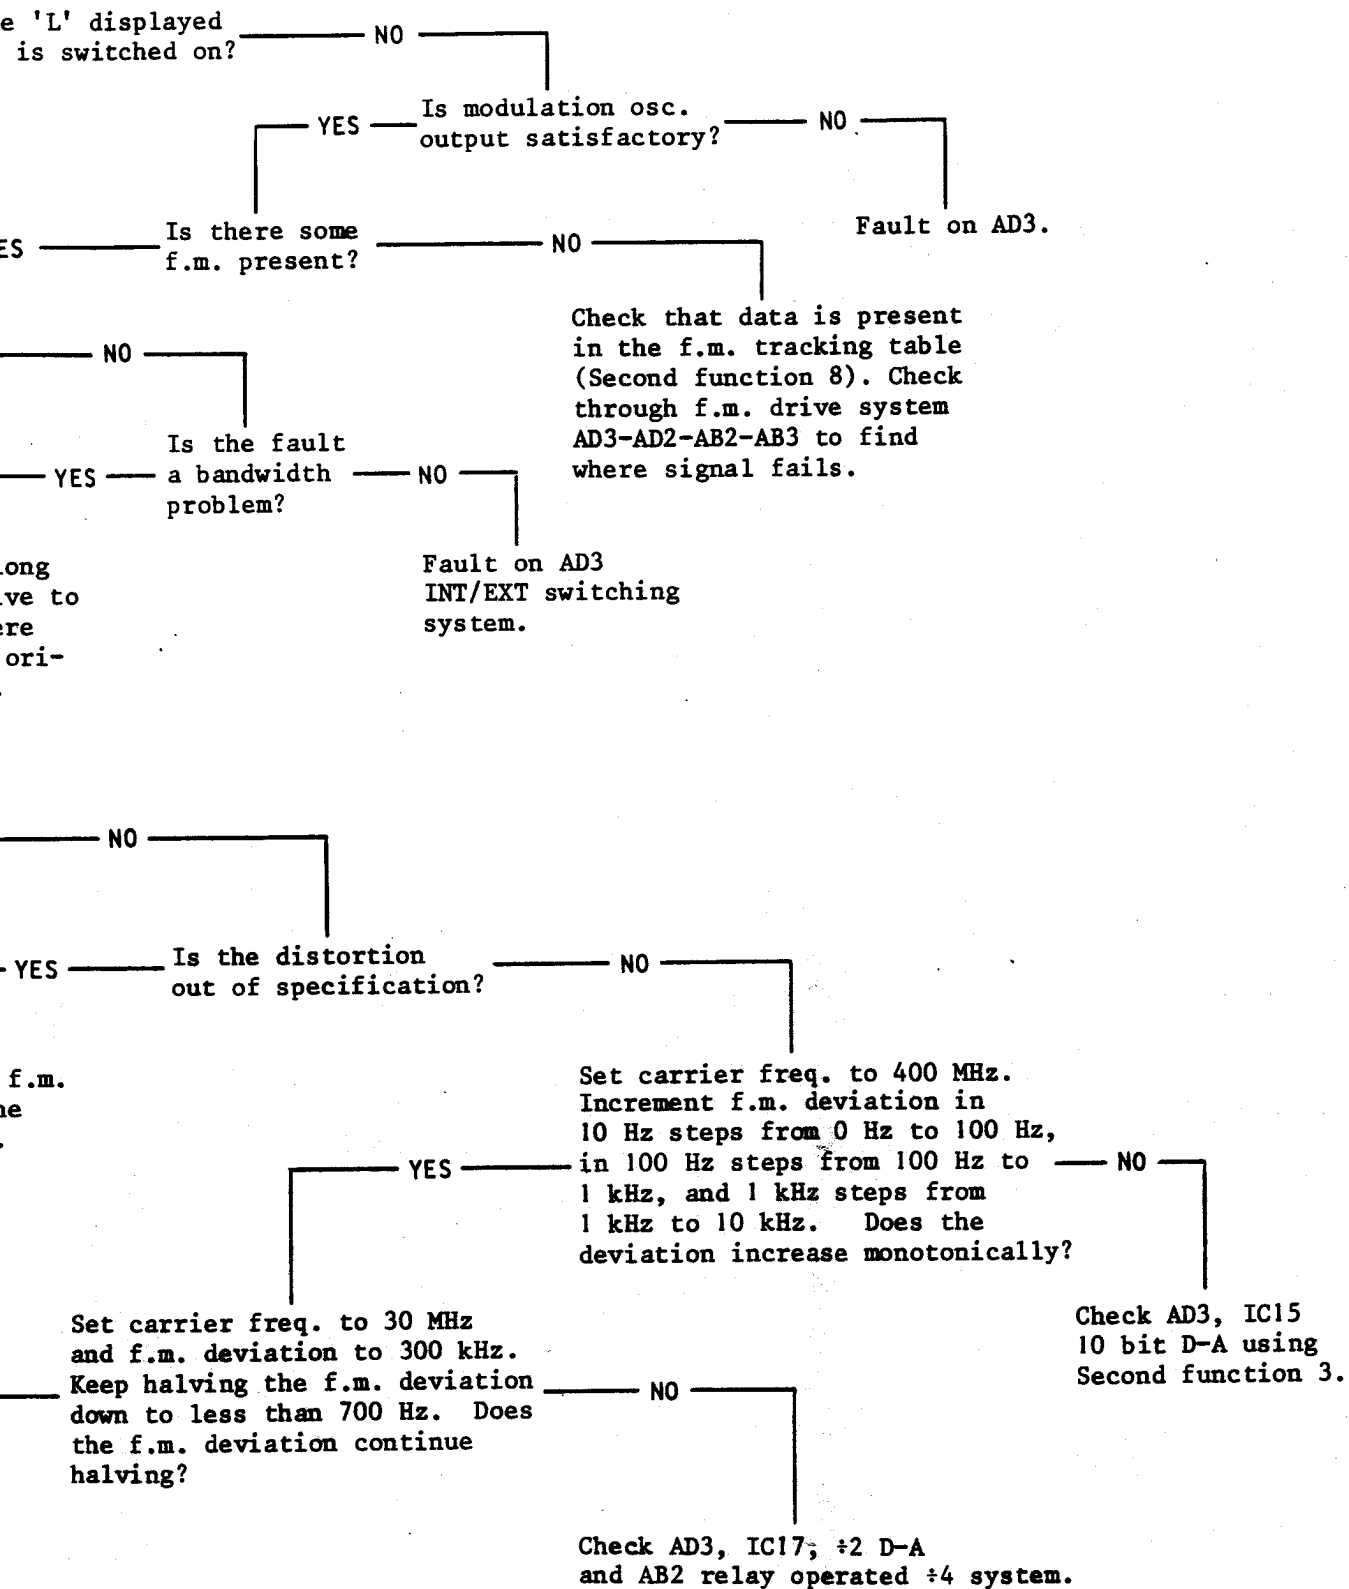 'L' displayed
is switched on?
NO
Is modulation osc.
output satisfactory?
YES
NO
Fault on AD3.
Is there some
f.m. present?
NO
Check that data is present
in the f.m. tracking table
(Second function 8). Check
through f.m. drive system
AD3-AD2-AB2-AB3 to find
where signal fails.
NO
Is the fault
a bandwidth
problem?
YES
NO
Fault on AD3
INT/EXT switching
system.
to
ori-
NO
YES
Is the distortion
out of specification?
NO
f.m.
Set carrier freq. to 400 MHz.
Increment f.m. deviation in
10 Hz steps from 0 Hz to 100 Hz,
in 100 Hz steps from 100 Hz to
1 kHz, and 1 kHz steps from
1 kHz to 10 kHz. Does the
deviation increase monotonically?
YES
NO
Check AD3, IC15
10 bit D-A using
Second function 3.
Set carrier freq. to 30 MHz
and f.m. deviation to 300 kHz.
Keep halving the f.m. deviation
down to less than 700 Hz. Does
the f.m. deviation continue
halving?
NO
Check AD3, IC17; ÷2 D-A
and AB2 relay operated ÷4 system.